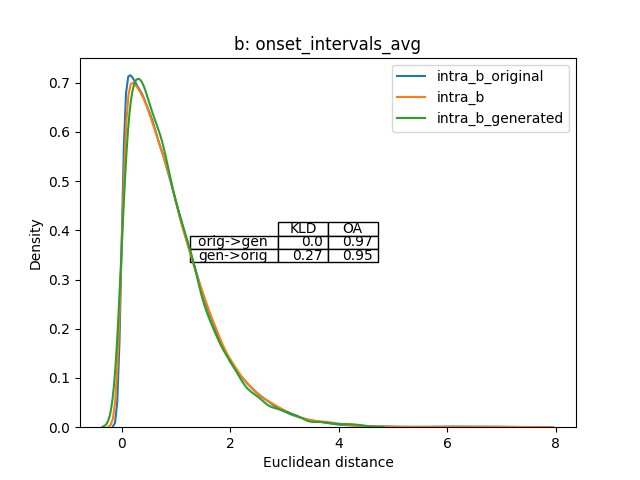 b: onset_intervals_avg
intra_b_original
intra_b
intra_b_generated
KLD OA
orig->gen 0.0 0.97
gen->orig 0.27 0.95
Density
0.7
0.6
0.5
0.4
0.3
0.2
0.1
0.0
0 2 4 6 8
Euclidean distance